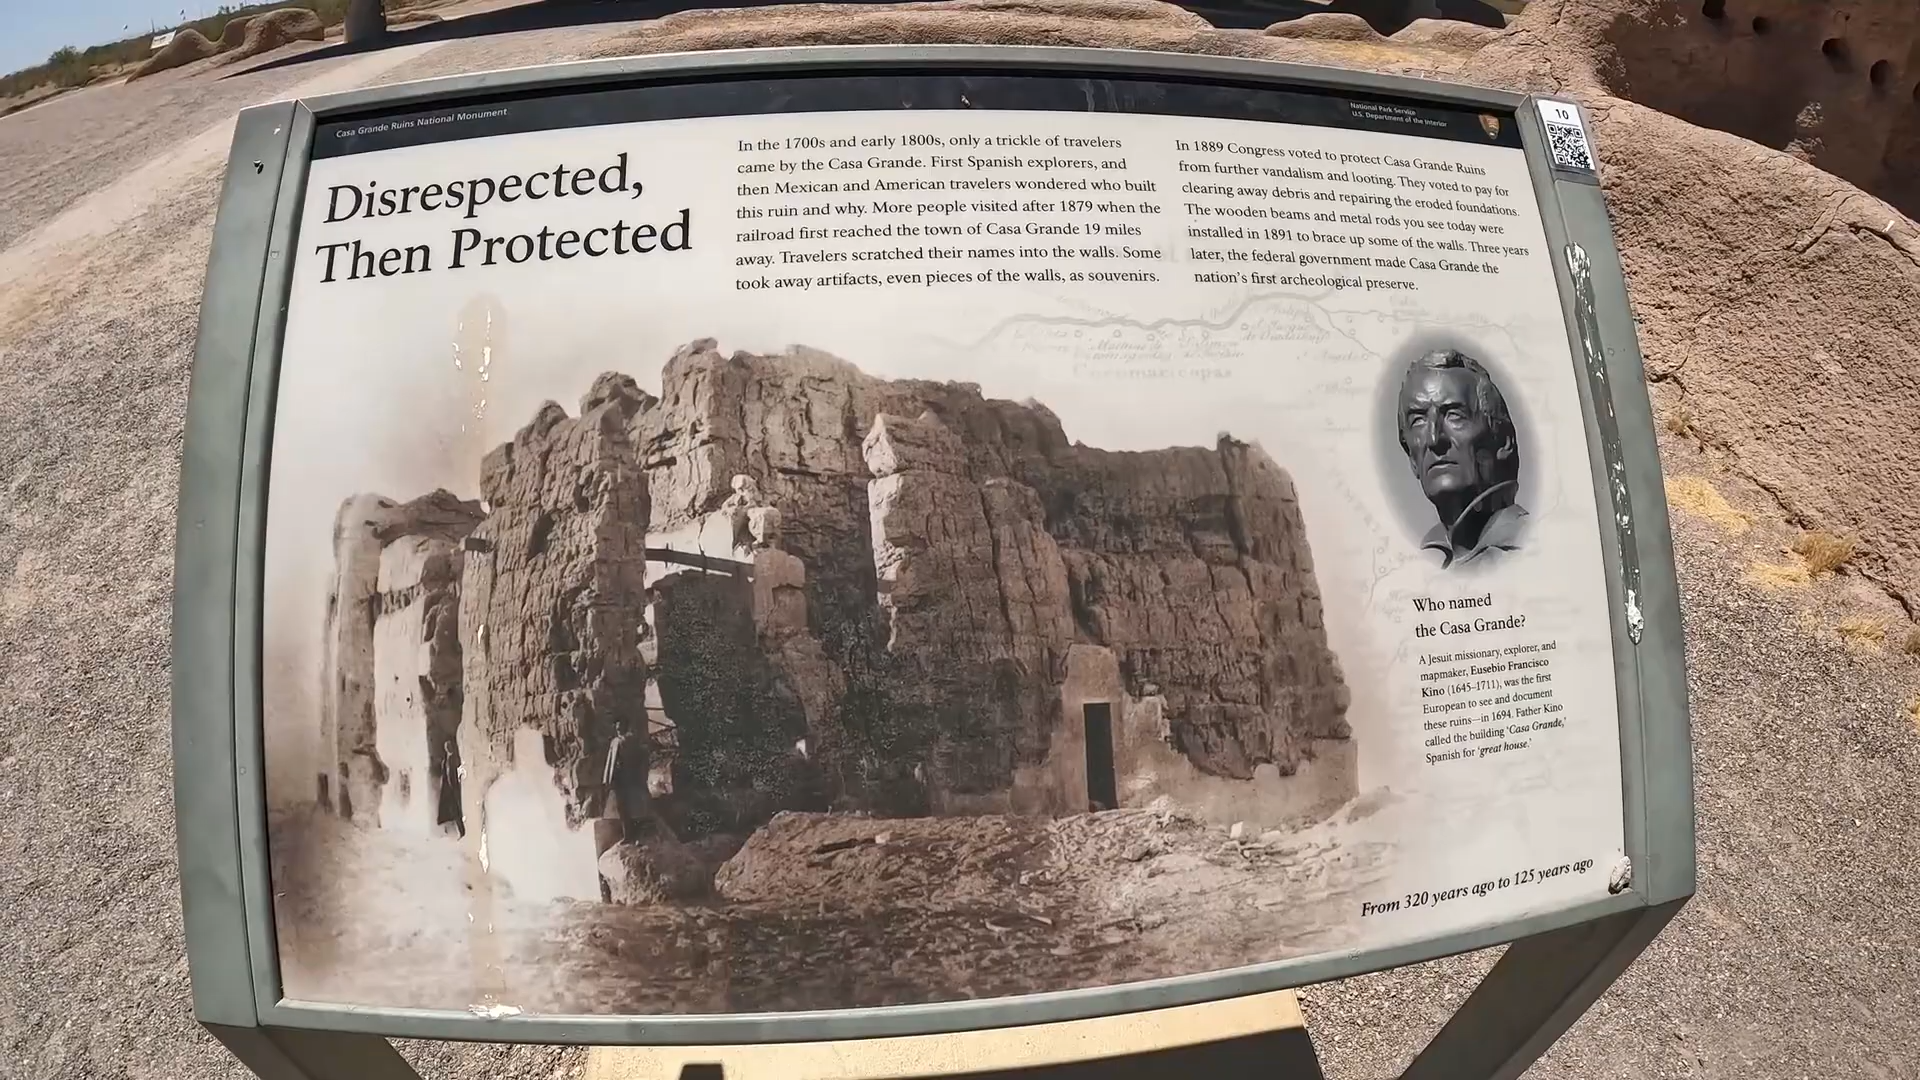 Casa Grande Ruins National Monument
National Park Service
U.S. Department of the Interior
10
Disrespected,
Then Protected
In the 1700s and early 1800s, only a trickle of travelers
came by the Casa Grande. First Spanish explorers, and
then Mexican and American travelers wondered who built
this ruin and why. More people visited after 1879 when the
railroad first reached the town of Casa Grande 19 miles
away. Travelers scratched their names into the walls. Some
took away artifacts, even pieces of the walls, as souvenirs.
In 1889 Congress voted to protect Casa Grande Ruins
from further vandalism and looting. They voted to pay for
clearing away debris and repairing the eroded foundations.
The wooden beams and metal rods you see today were
installed in 1891 to brace up some of the walls. Three years
later, the federal government made Casa Grande the
nation's first archeological preserve.
Cocomaricopas
Who named
the Casa Grande?
A Jesuit missionary, explorer, and
mapmaker, Eusebio Francisco
Kino (1645–1711), was the first
European to see and document
these ruins—in 1694. Father Kino
called the building 'Casa Grande,'
Spanish for 'great house.'
From 320 years ago to 125 years ago